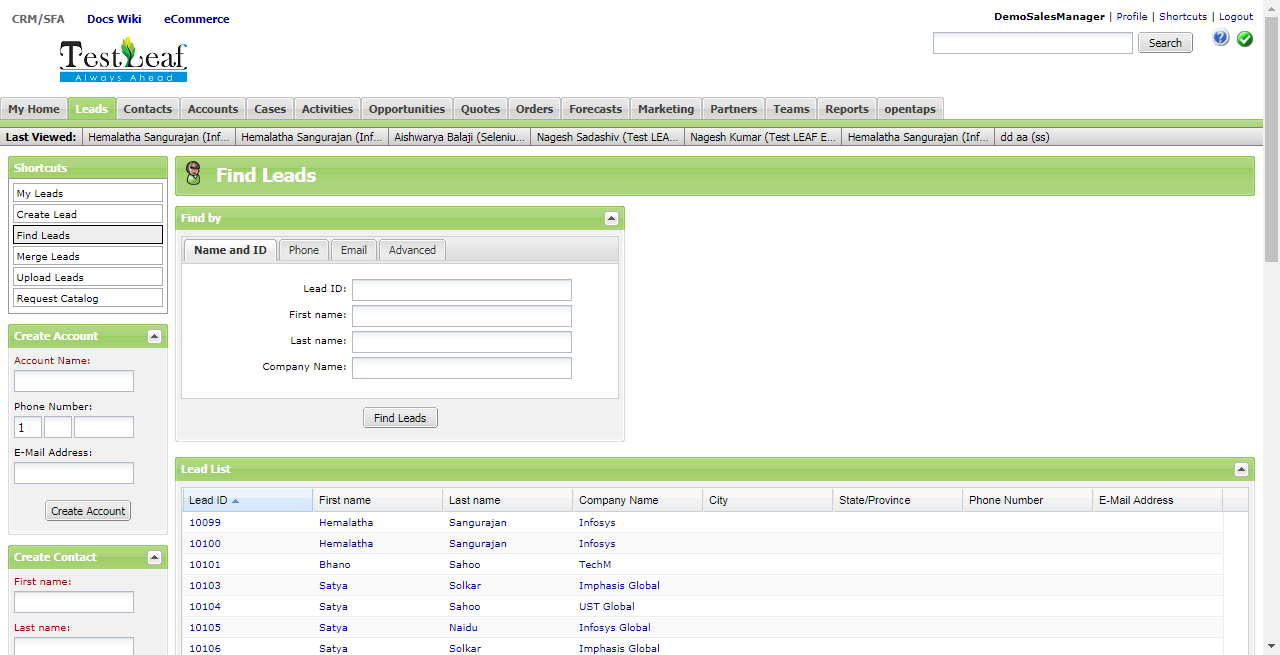 CRM/SFA Docs Wiki eCommerce
DemoSalesManager | Profile | Shortcuts | Logout
TestLeaf
Always Ahead
Search
My Home Leads Contacts Accounts Cases Activities Opportunities Quotes Orders Forecasts Marketing Partners Teams Reports opentaps
Last Viewed: Hemalatha Sangurajan (Inf... Hemalatha Sangurajan (Inf... Aishwarya Balaji (Seleniu... Nagesh Sadashiv (Test LEA... Nagesh Kumar (Test LEAF E... Hemalatha Sangurajan (Inf... dd aa (ss)
Shortcuts
My Leads
Create Lead
Find Leads
Merge Leads
Upload Leads
Request Catalog
Create Account
Account Name:
Phone Number:
1
E-Mail Address:
Create Account
Create Contact
First name:
Last name:
Find Leads
Find by
Name and ID Phone Email Advanced
Lead ID:
First name:
Last name:
Company Name:
Find Leads
Lead List
Lead ID First name Last name Company Name City State/Province Phone Number E-Mail Address
10099 Hemalatha Sangurajan Infosys
10100 Hemalatha Sangurajan Infosys
10101 Bhano Sahoo TechM
10103 Satya Solkar Imphasis Global
10104 Satya Sahoo UST Global
10105 Satya Naidu Infosys Global
10106 Satya Solkar Imphasis Global